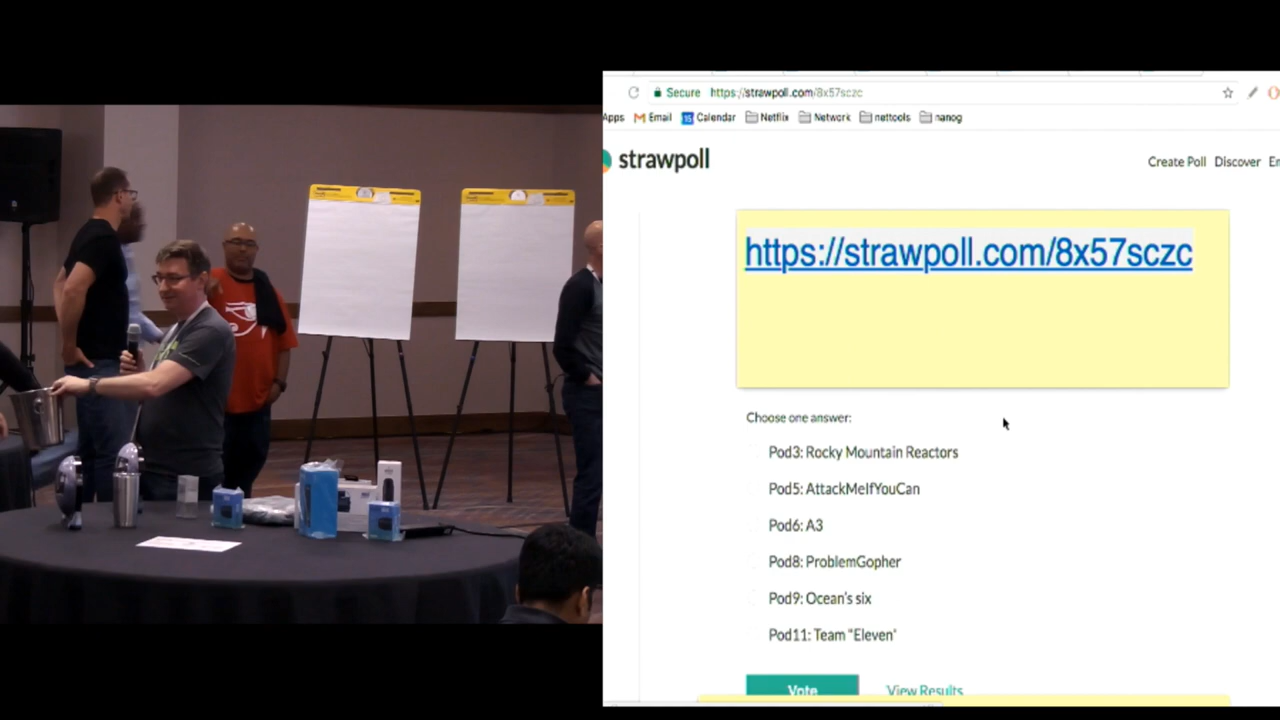 Secure https://strawpoll.com/8x57sczc
Apps Email Calendar Netflix Network nettools nanog
strawpoll
Create Poll Discover
https://strawpoll.com/8x57sczc
Choose one answer:
Pod3: Rocky Mountain Reactors
Pod5: AttackMeIfYouCan
Pod6: A3
Pod8: ProblemGopher
Pod9: Ocean's six
Pod11: Team "Eleven"
Vote View Results